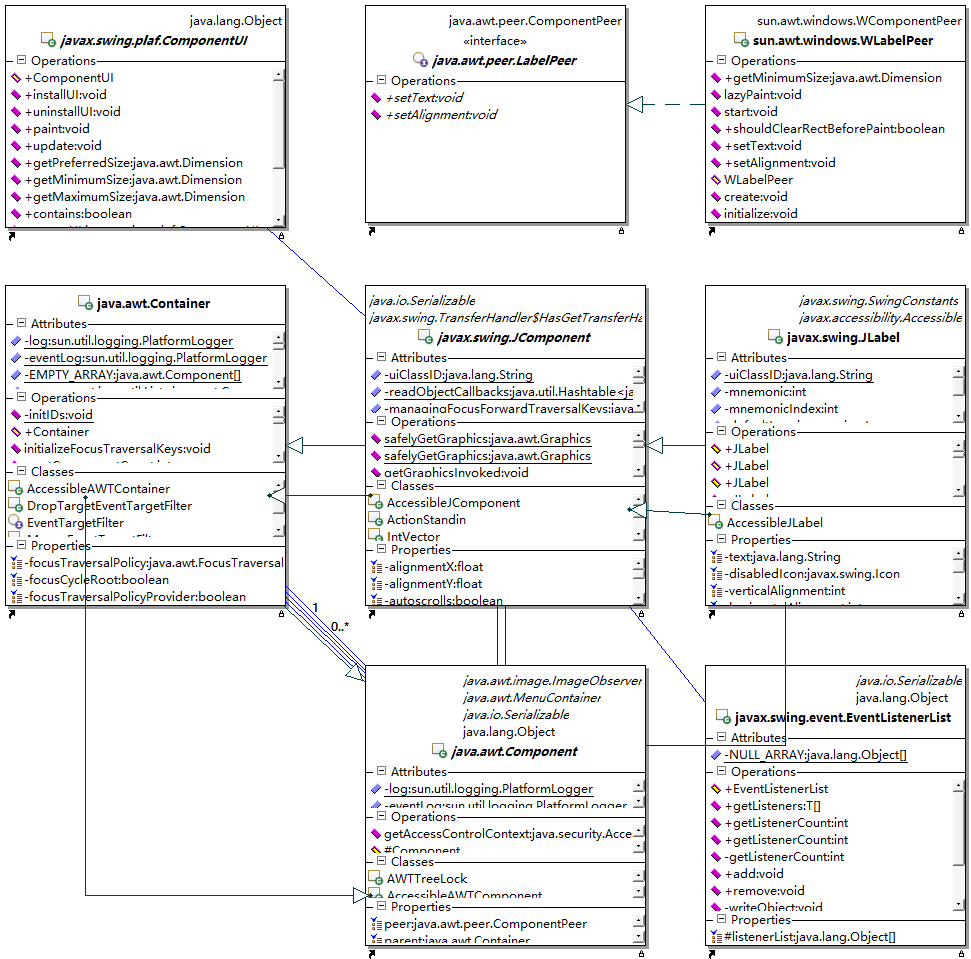 java.lang.Object
javax.swing.plaf.ComponentUI
Operations
+ComponentUI
+installUI:void
+uninstallUI:void
+paint:void
+update:void
+getPreferredSize:java.awt.Dimension
+getMinimumSize:java.awt.Dimension
+getMaximumSize:java.awt.Dimension
+contains:boolean
java.awt.peer.ComponentPeer
«interface»
java.awt.peer.LabelPeer
Operations
+setText:void
+setAlignment:void
sun.awt.windows.WComponentPeer
sun.awt.windows.WLabelPeer
Operations
+getMinimumSize:java.awt.Dimension
lazyPaint:void
start:void
+shouldClearRectBeforePaint:boolean
+setText:void
+setAlignment:void
WLabelPeer
create:void
initialize:void
java.awt.Container
Attributes
-log:sun.util.logging.PlatformLogger
-eventLog:sun.util.logging.PlatformLogger
-EMPTY_ARRAY:java.awt.Component[]
Operations
-initIDs:void
+Container
initializeFocusTraversalKeys:void
Classes
AccessibleAWTContainer
DropTargetEventTargetFilter
EventTargetFilter
Properties
-focusTraversalPolicy:java.awt.FocusTraversal
-focusCycleRoot:boolean
-focusTraversalPolicyProvider:boolean
java.io.Serializable
javax.swing.TransferHandler$HasGetTransferHa
javax.swing.JComponent
Attributes
-uiClassID:java.lang.String
-readObjectCallbacks:java.util.Hashtable<ja
-managingFocusForwardTraversalKeys:java
Operations
safelyGetGraphics:java.awt.Graphics
safelyGetGraphics:java.awt.Graphics
getGraphicsInvoked:void
Classes
AccessibleJComponent
ActionStandin
IntVector
Properties
-alignmentX:float
-alignmentY:float
-autoscrolls:boolean
javax.swing.SwingConstants
javax.accessibility.Accessible
javax.swing.JLabel
Attributes
-uiClassID:java.lang.String
-mnemonic:int
-mnemonicIndex:int
Operations
+JLabel
+JLabel
+JLabel
Classes
AccessibleJLabel
Properties
-text:java.lang.String
-disabledIcon:javax.swing.Icon
-verticalAlignment:int
1
0..*
java.awt.image.ImageObserver
java.awt.MenuContainer
java.io.Serializable
java.lang.Object
java.awt.Component
Attributes
-log:sun.util.logging.PlatformLogger
-eventLog:sun.util.logging.PlatformLogger
Operations
getAccessControlContext:java.security.Acce
#Component
Classes
AWTTreeLock
AccessibleAWTComponent
Properties
peer:java.awt.peer.ComponentPeer
parent:java.awt.Container
java.io.Serializable
java.lang.Object
javax.swing.event.EventListenerList
Attributes
-NULL_ARRAY:java.lang.Object[]
Operations
+EventListenerList
+getListeners:T[]
+getListenerCount:int
+getListenerCount:int
-getListenerCount:int
+add:void
+remove:void
-writeObject:void
Properties
#listenerList:java.lang.Object[]